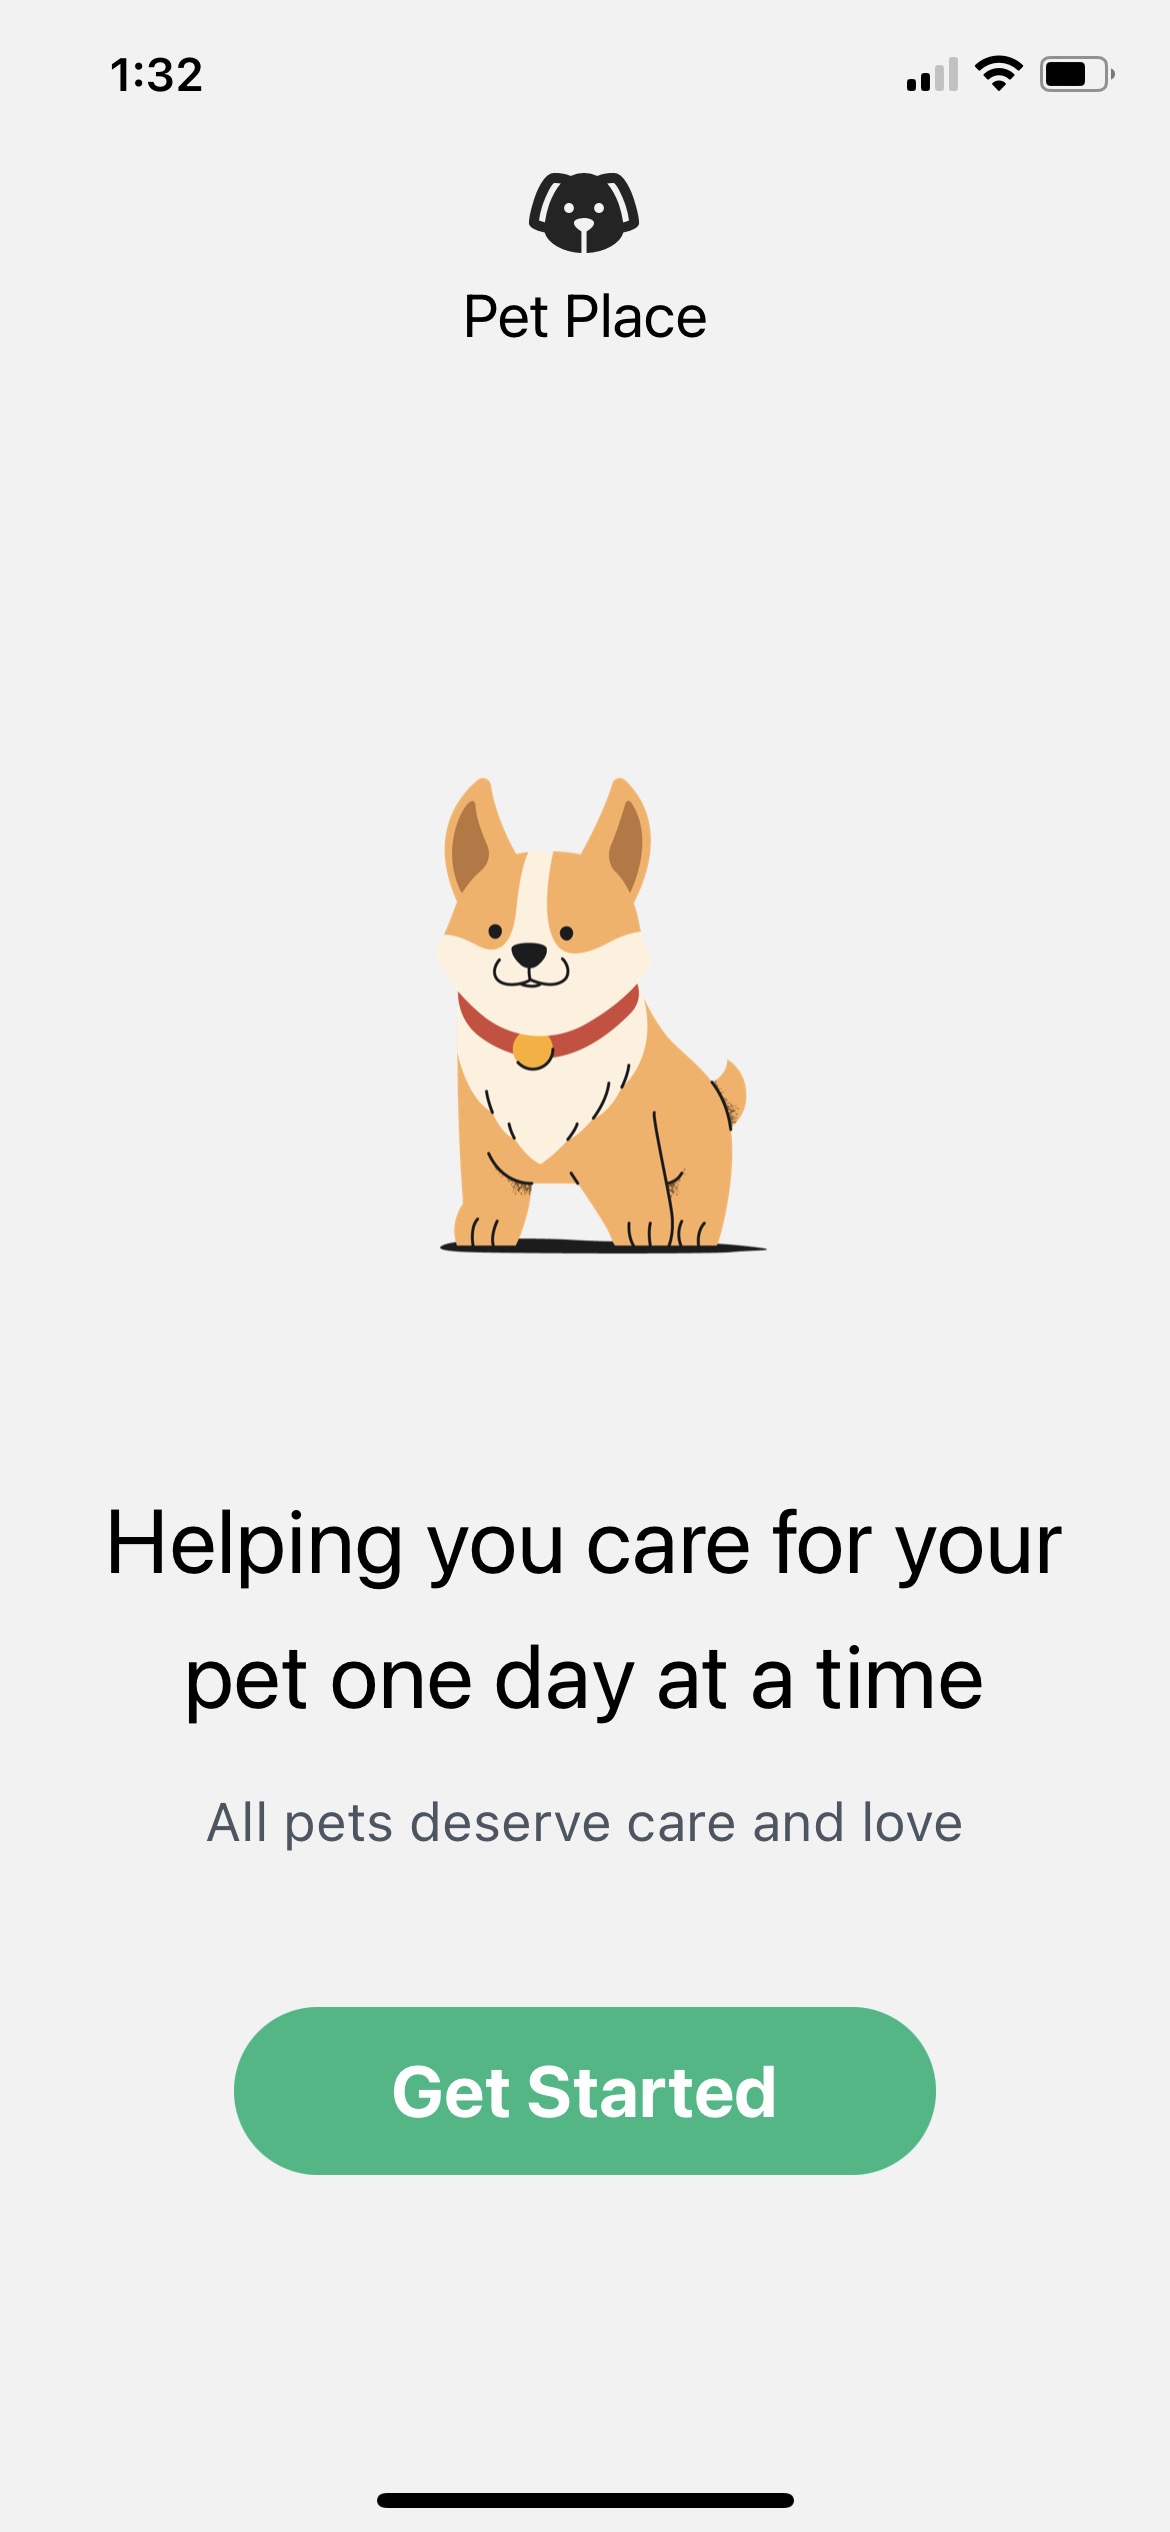 1:32
Pet Place
Helping you care for your
pet one day at a time
All pets deserve care and love
Get Started